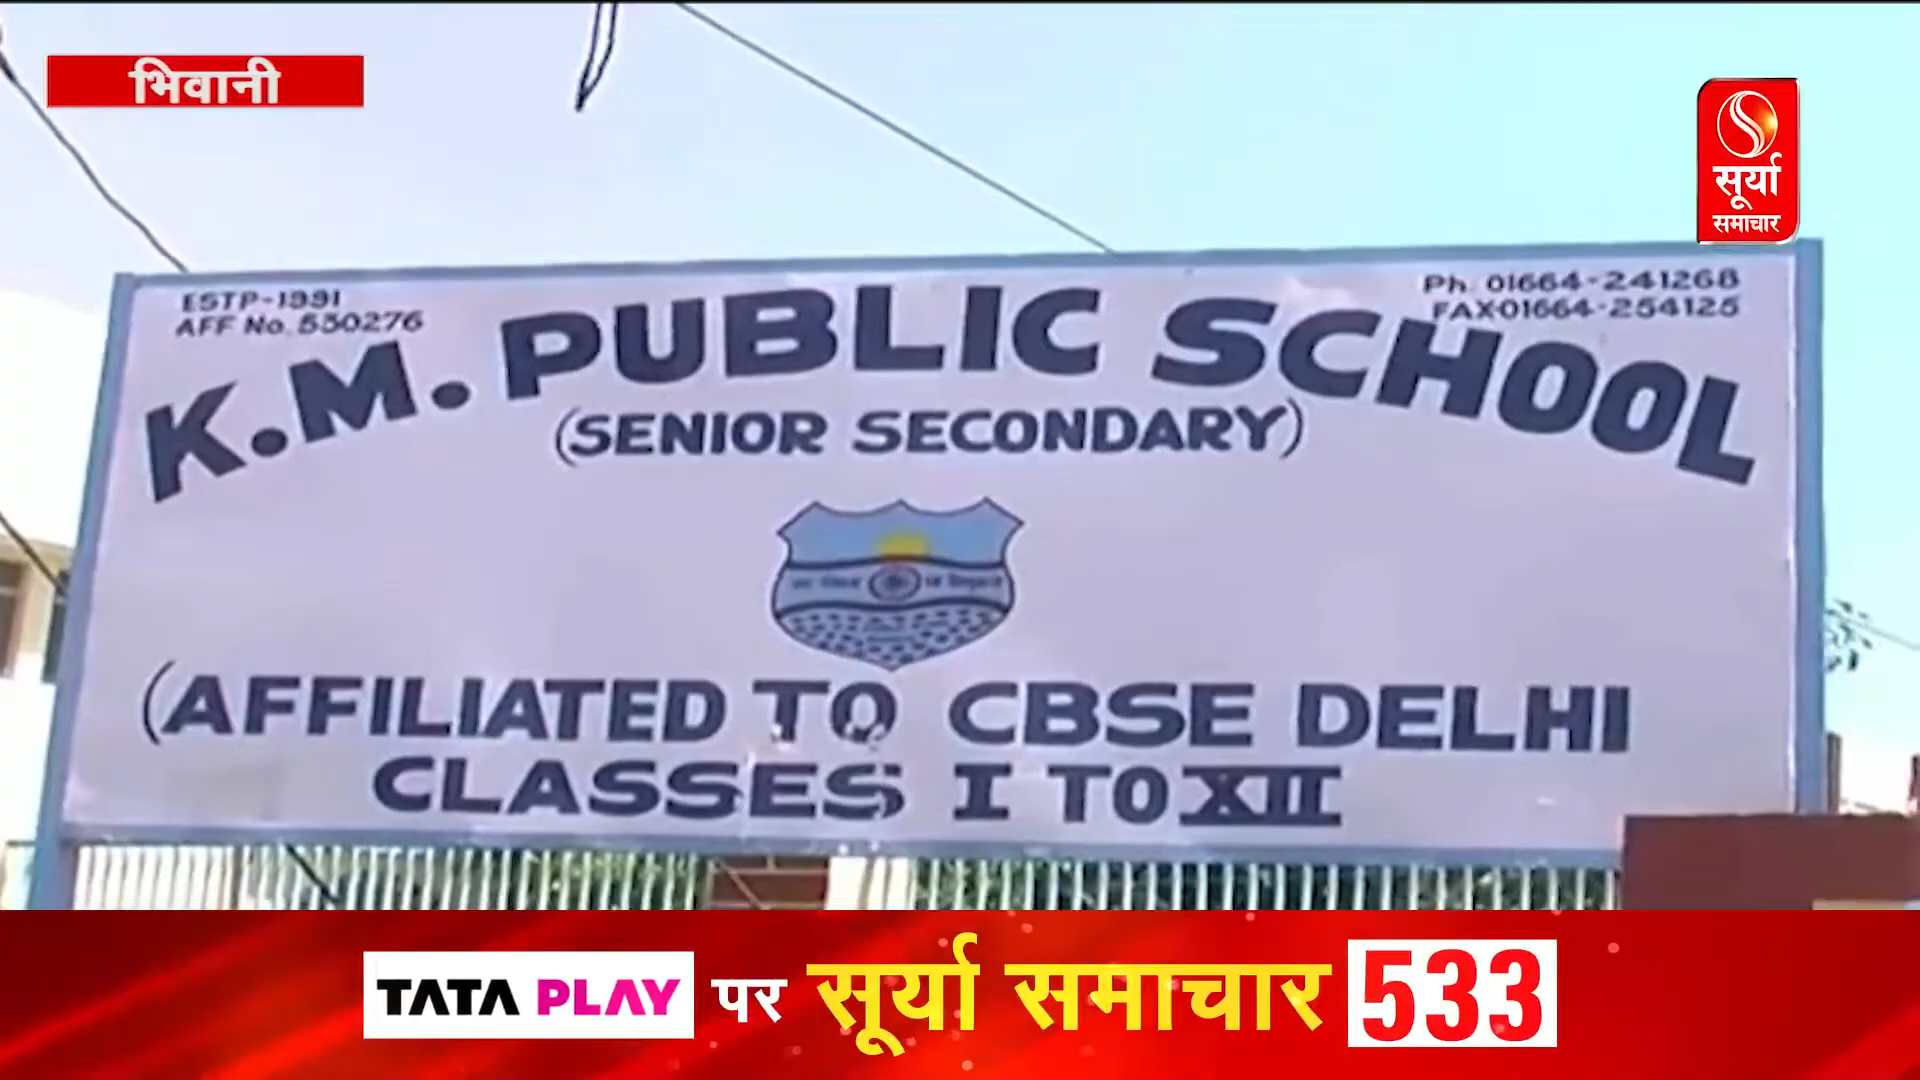 भिवानी
सूर्या
समाचार
ESTP-1991
AFF No. 530276
Ph. 01664-241268
FAX01664-254125
K.M. PUBLIC SCHOOL
(SENIOR SECONDARY)
(AFFILIATED TO CBSE DELHI
CLASSES I TO XII
TATA PLAY पर सूर्या समाचार 533